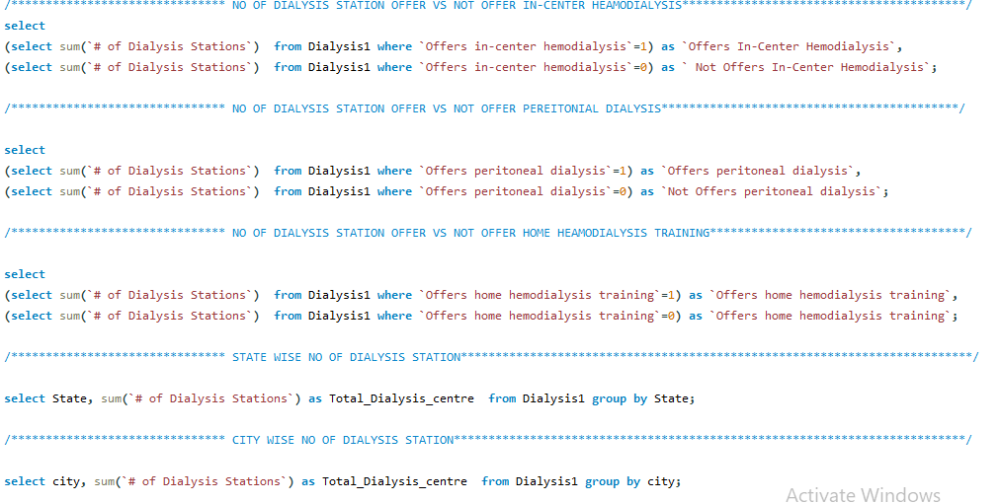 /******************************* NO OF DIALYSIS STATION OFFER VS NOT OFFER IN-CENTER HEAMODIALYSIS*****************************************/
select
(select sum(`# of Dialysis Stations`)  from Dialysis1 where `Offers in-center hemodialysis`=1) as `Offers In-Center Hemodialysis`,
(select sum(`# of Dialysis Stations`)  from Dialysis1 where `Offers in-center hemodialysis`=0) as ` Not Offers In-Center Hemodialysis`;
/******************************* NO OF DIALYSIS STATION OFFER VS NOT OFFER PEREITONIAL DIALYSIS*******************************************/
select
(select sum(`# of Dialysis Stations`)  from Dialysis1 where `Offers peritoneal dialysis`=1) as `Offers peritoneal dialysis`,
(select sum(`# of Dialysis Stations`)  from Dialysis1 where `Offers peritoneal dialysis`=0) as `Not Offers peritoneal dialysis`;
/******************************* NO OF DIALYSIS STATION OFFER VS NOT OFFER HOME HEAMODIALYSIS TRAINING*************************************/
select
(select sum(`# of Dialysis Stations`)  from Dialysis1 where `Offers home hemodialysis training`=1) as `Offers home hemodialysis training`,
(select sum(`# of Dialysis Stations`)  from Dialysis1 where `Offers home hemodialysis training`=0) as `Offers home hemodialysis training`;
/******************************* STATE WISE NO OF DIALYSIS STATION**************************************************************************/
select State, sum(`# of Dialysis Stations`) as Total_Dialysis_centre  from Dialysis1 group by State;
/******************************* CITY WISE NO OF DIALYSIS STATION**************************************************************************/
select city, sum(`# of Dialysis Stations`) as Total_Dialysis_centre  from Dialysis1 group by city;
Activate Windows